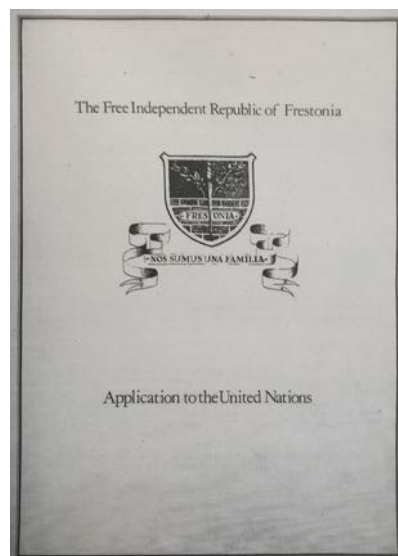 The Free Independent Republic of Frestonia
FRESTONIA
NOS SUMUS UNA FAMILIA
Application to the United Nations